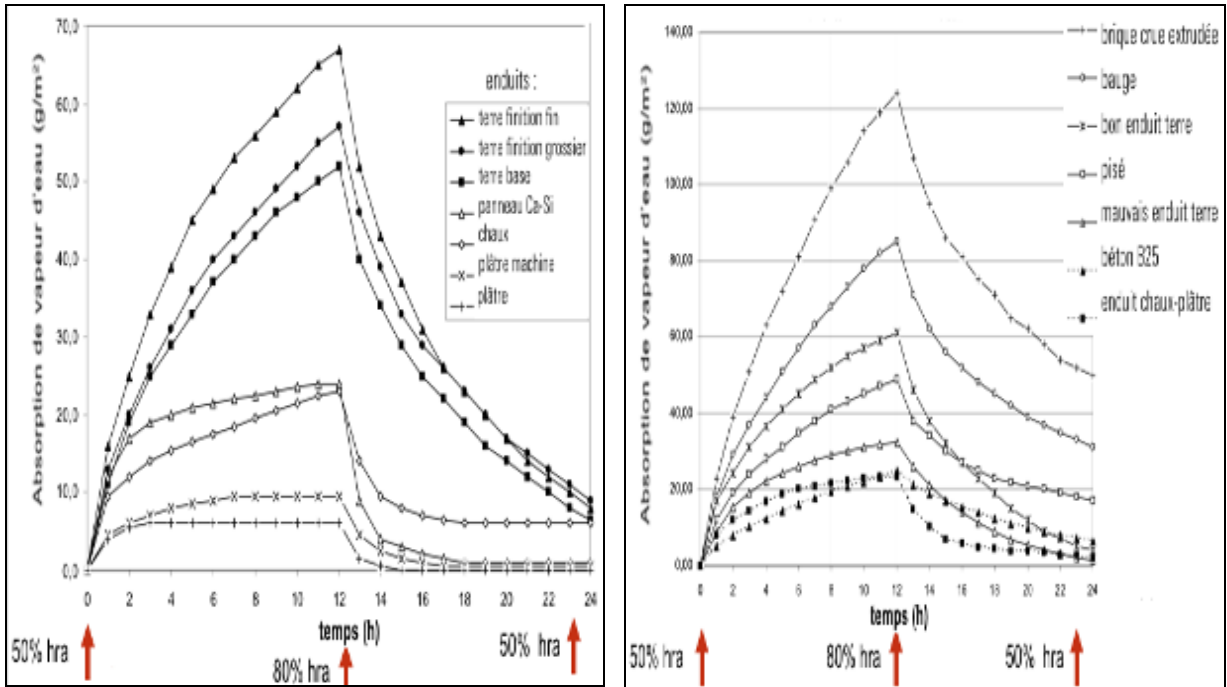 Absorption de vapeur d'eau (g/m²)
70,0
60,0
50,0
40,0
30,0
20,0
10,0
0,0
enduits :
terre finition fin
terre finition grossier
terre base
panneau Ca-Si
chaux
plâtre machine
plâtre
0 2 4 6 8 10 12 14 16 18 20 22 24
temps (h)
50% hra
80% hra
50% hra
Absorption de vapeur d'eau (g/m²)
140,00
120,00
100,00
80,00
60,00
40,00
20,00
0,00
brique crue extrudée
bauge
bon enduit terre
pisé
mauvais enduit terre
béton B25
enduit chaux-plâtre
0 2 4 6 8 10 12 14 16 18 20 22 24
temps (h)
50% hra
80% hra
50% hra